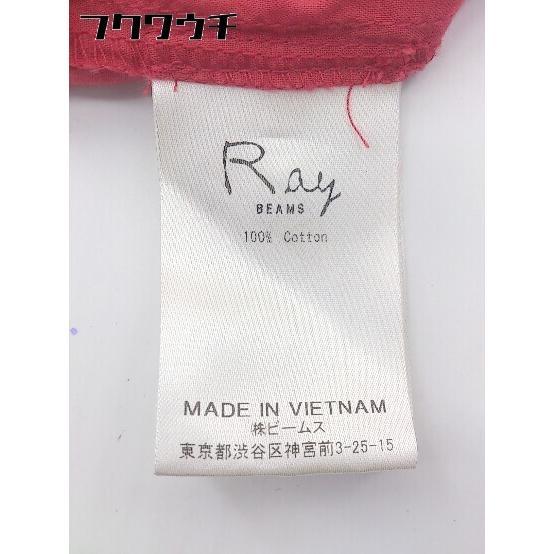 フクワウチ
Ray
BEAMS
100% Cotton
MADE IN VIETNAM
㈱ビームス
東京都渋谷区神宮前3-25-15